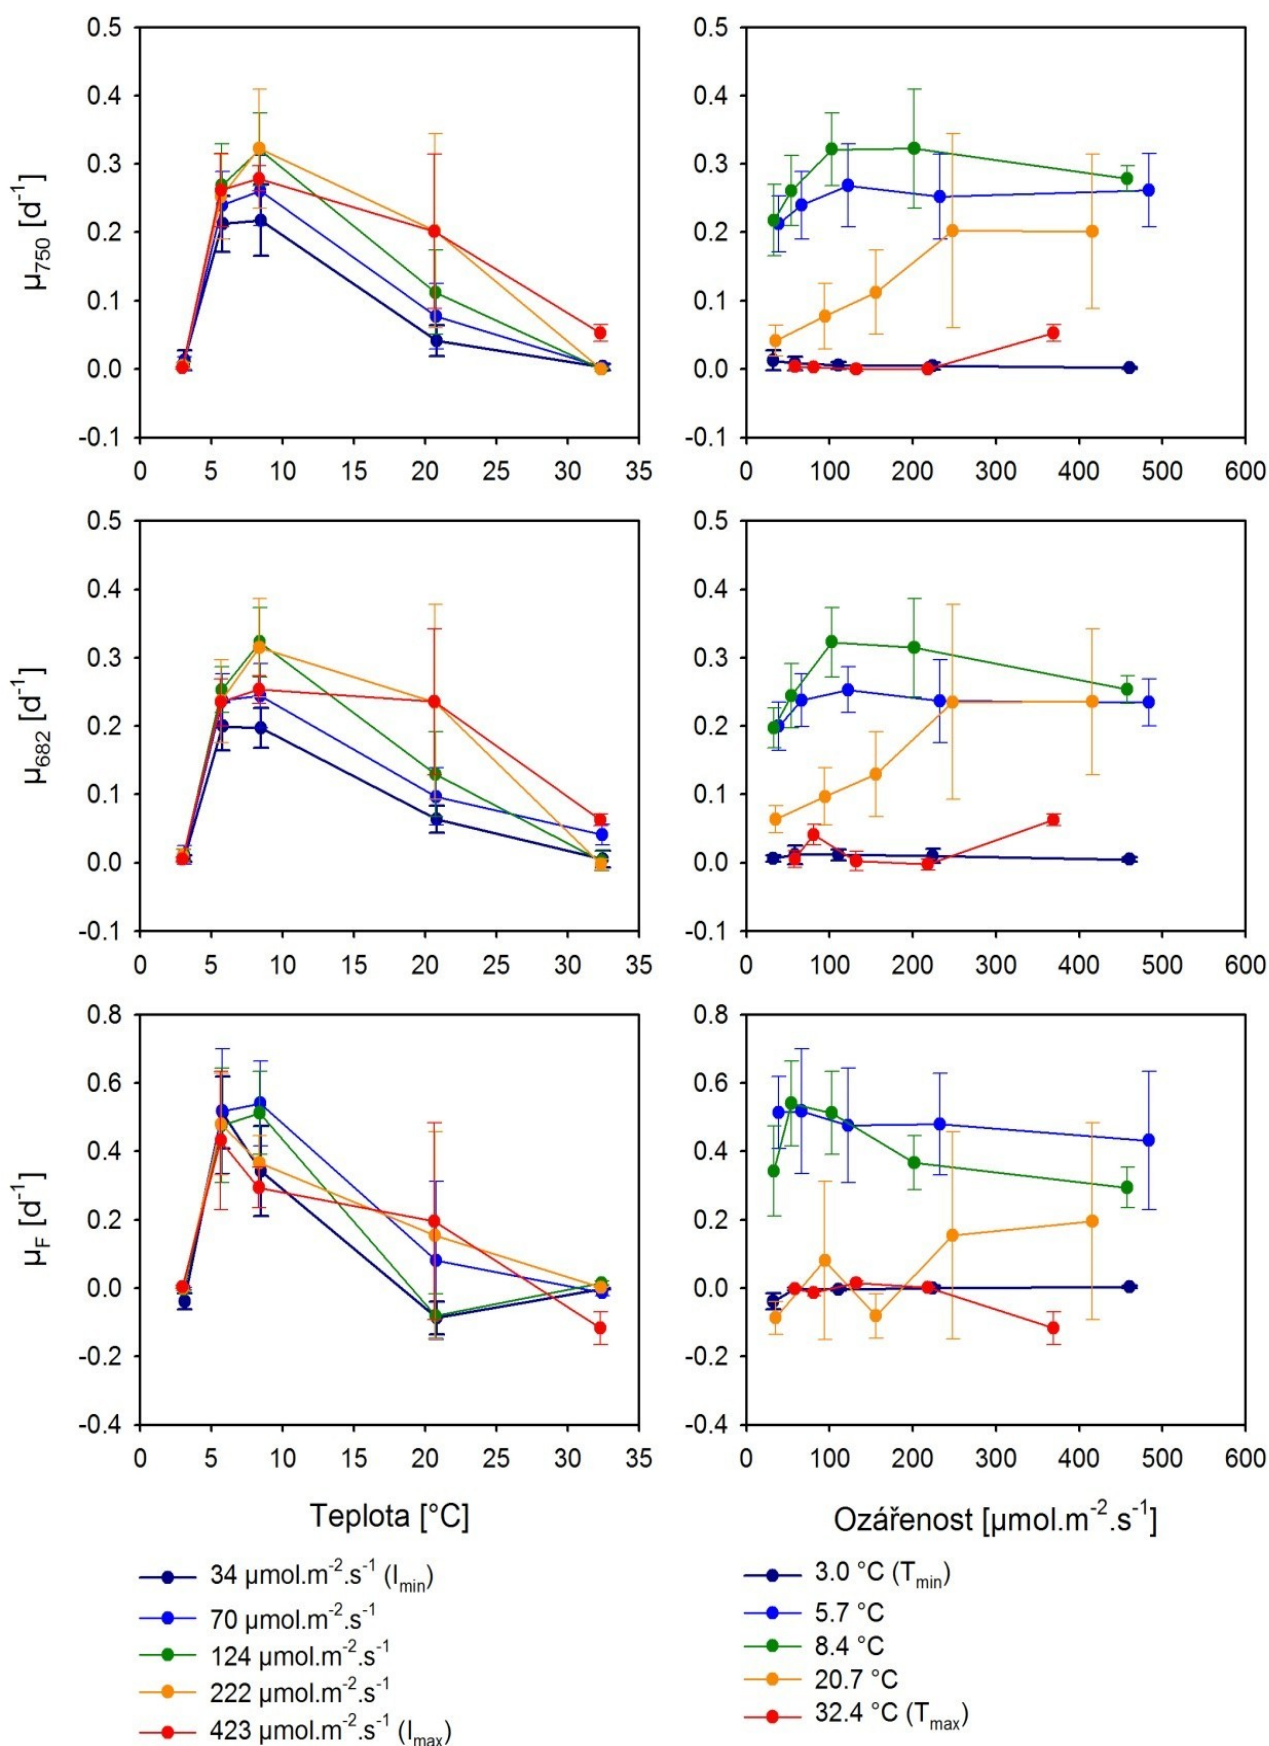 0.5 0.5
0.4 0.4
0.3 0.3
μ750 [d-1]
0.2 0.2
0.1 0.1
0.0 0.0
-0.1 -0.1
0 5 10 15 20 25 30 35 0 100 200 300 400 500 600
0.5 0.5
0.4 0.4
0.3 0.3
μ682 [d-1]
0.2 0.2
0.1 0.1
0.0 0.0
-0.1 -0.1
0 5 10 15 20 25 30 35 0 100 200 300 400 500 600
0.8 0.8
0.6 0.6
0.4 0.4
μF [d-1]
0.2 0.2
0.0 0.0
-0.2 -0.2
-0.4 -0.4
0 5 10 15 20 25 30 35 0 100 200 300 400 500 600
Teplota [°C]
Ozářenost [μmol.m-2.s-1]
34 μmol.m-2.s-1 (Imin)
70 μmol.m-2.s-1
124 μmol.m-2.s-1
222 μmol.m-2.s-1
423 μmol.m-2.s-1 (Imax)
3.0 °C (Tmin)
5.7 °C
8.4 °C
20.7 °C
32.4 °C (Tmax)